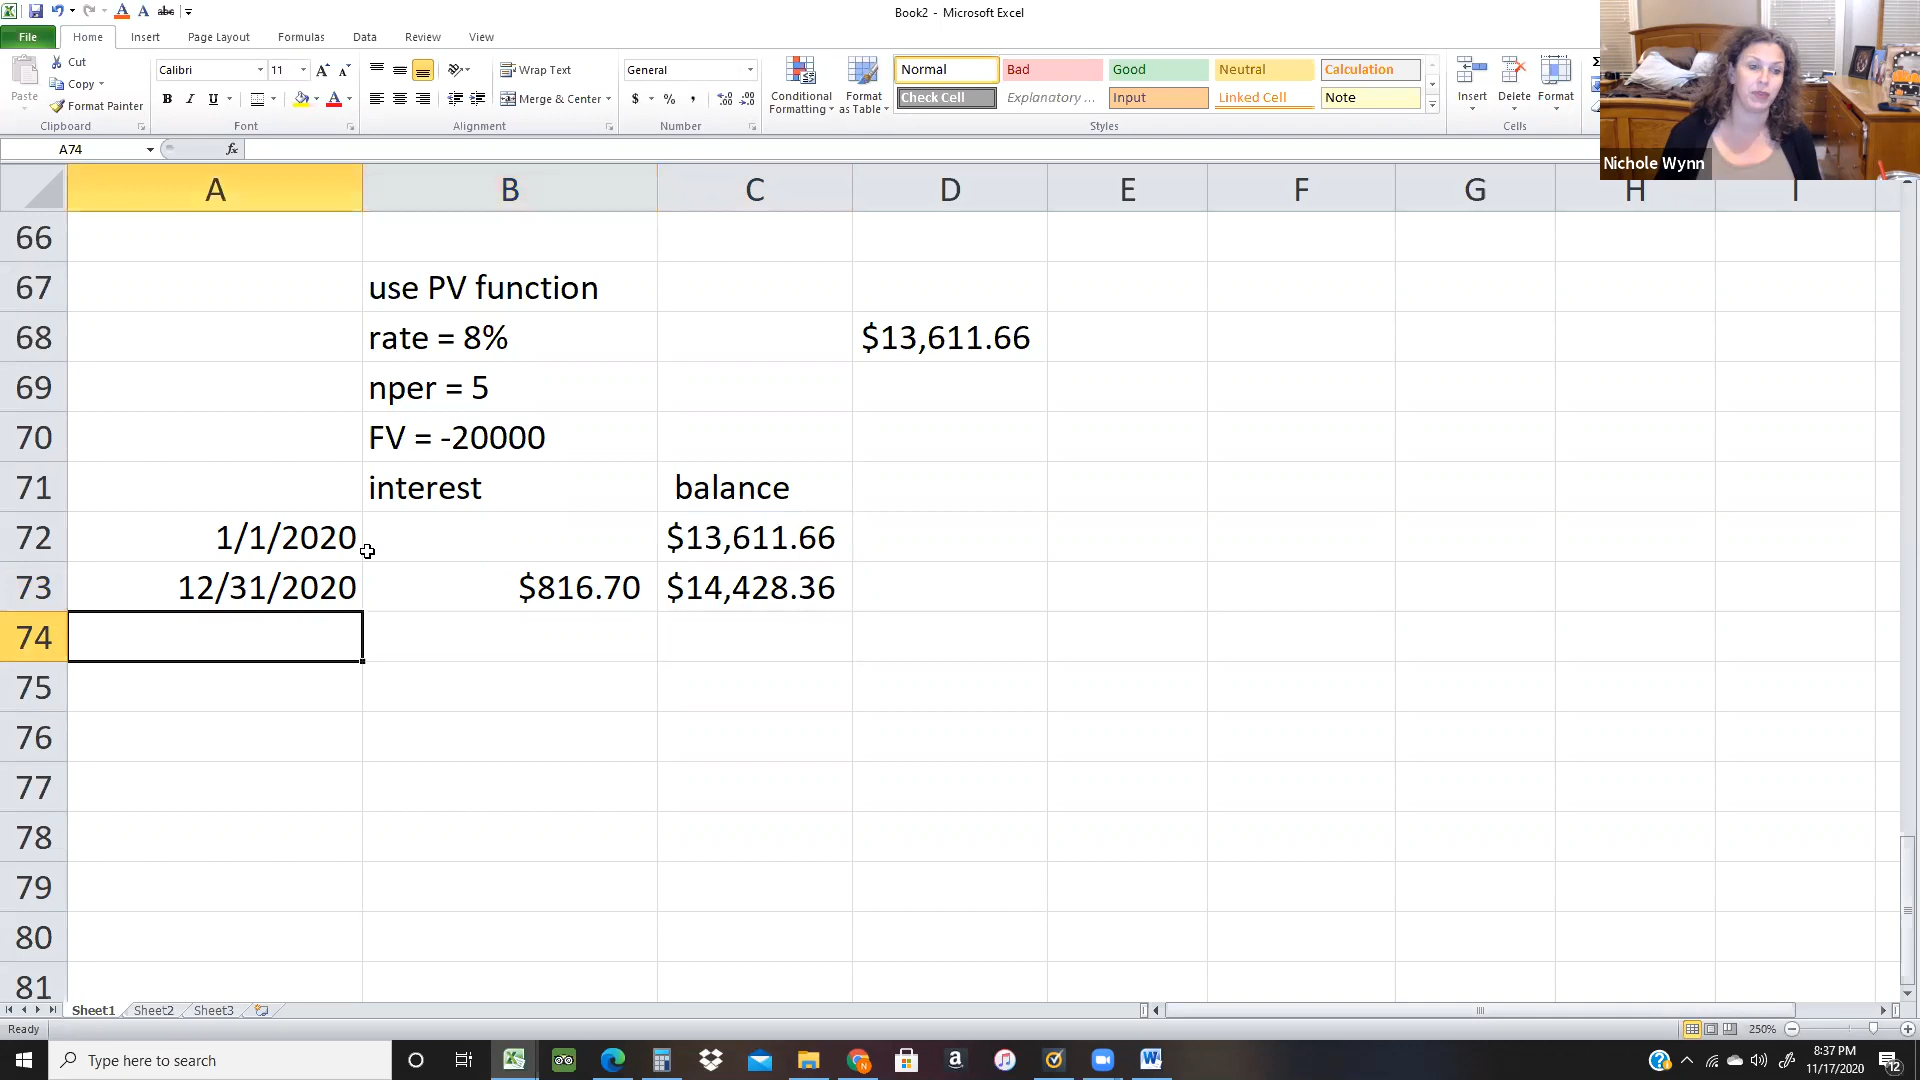 Book2 - Microsoft Excel
File Home Insert Page Layout Formulas Data Review View
Paste
Cut
Copy
Format Painter
Clipboard
Calibri 11
B I U
Font
Wrap Text
Merge & Center
Alignment
General
$ % ,
Number
Conditional Formatting
Format as Table
Normal Bad Good Neutral Calculation
Check Cell Explanatory ... Input Linked Cell Note
Styles
Insert Delete Format
Cells
Nichole Wynn
A74 fx
A B C D E F G H I
66
67 use PV function
68 rate = 8% $13,611.66
69 nper = 5
70 FV = -20000
71 interest balance
72 1/1/2020 $13,611.66
73 12/31/2020 $816.70 $14,428.36
74
75
76
77
78
79
80
81
Sheet1 Sheet2 Sheet3
Ready 250%
Type here to search
8:37 PM
11/17/2020
12